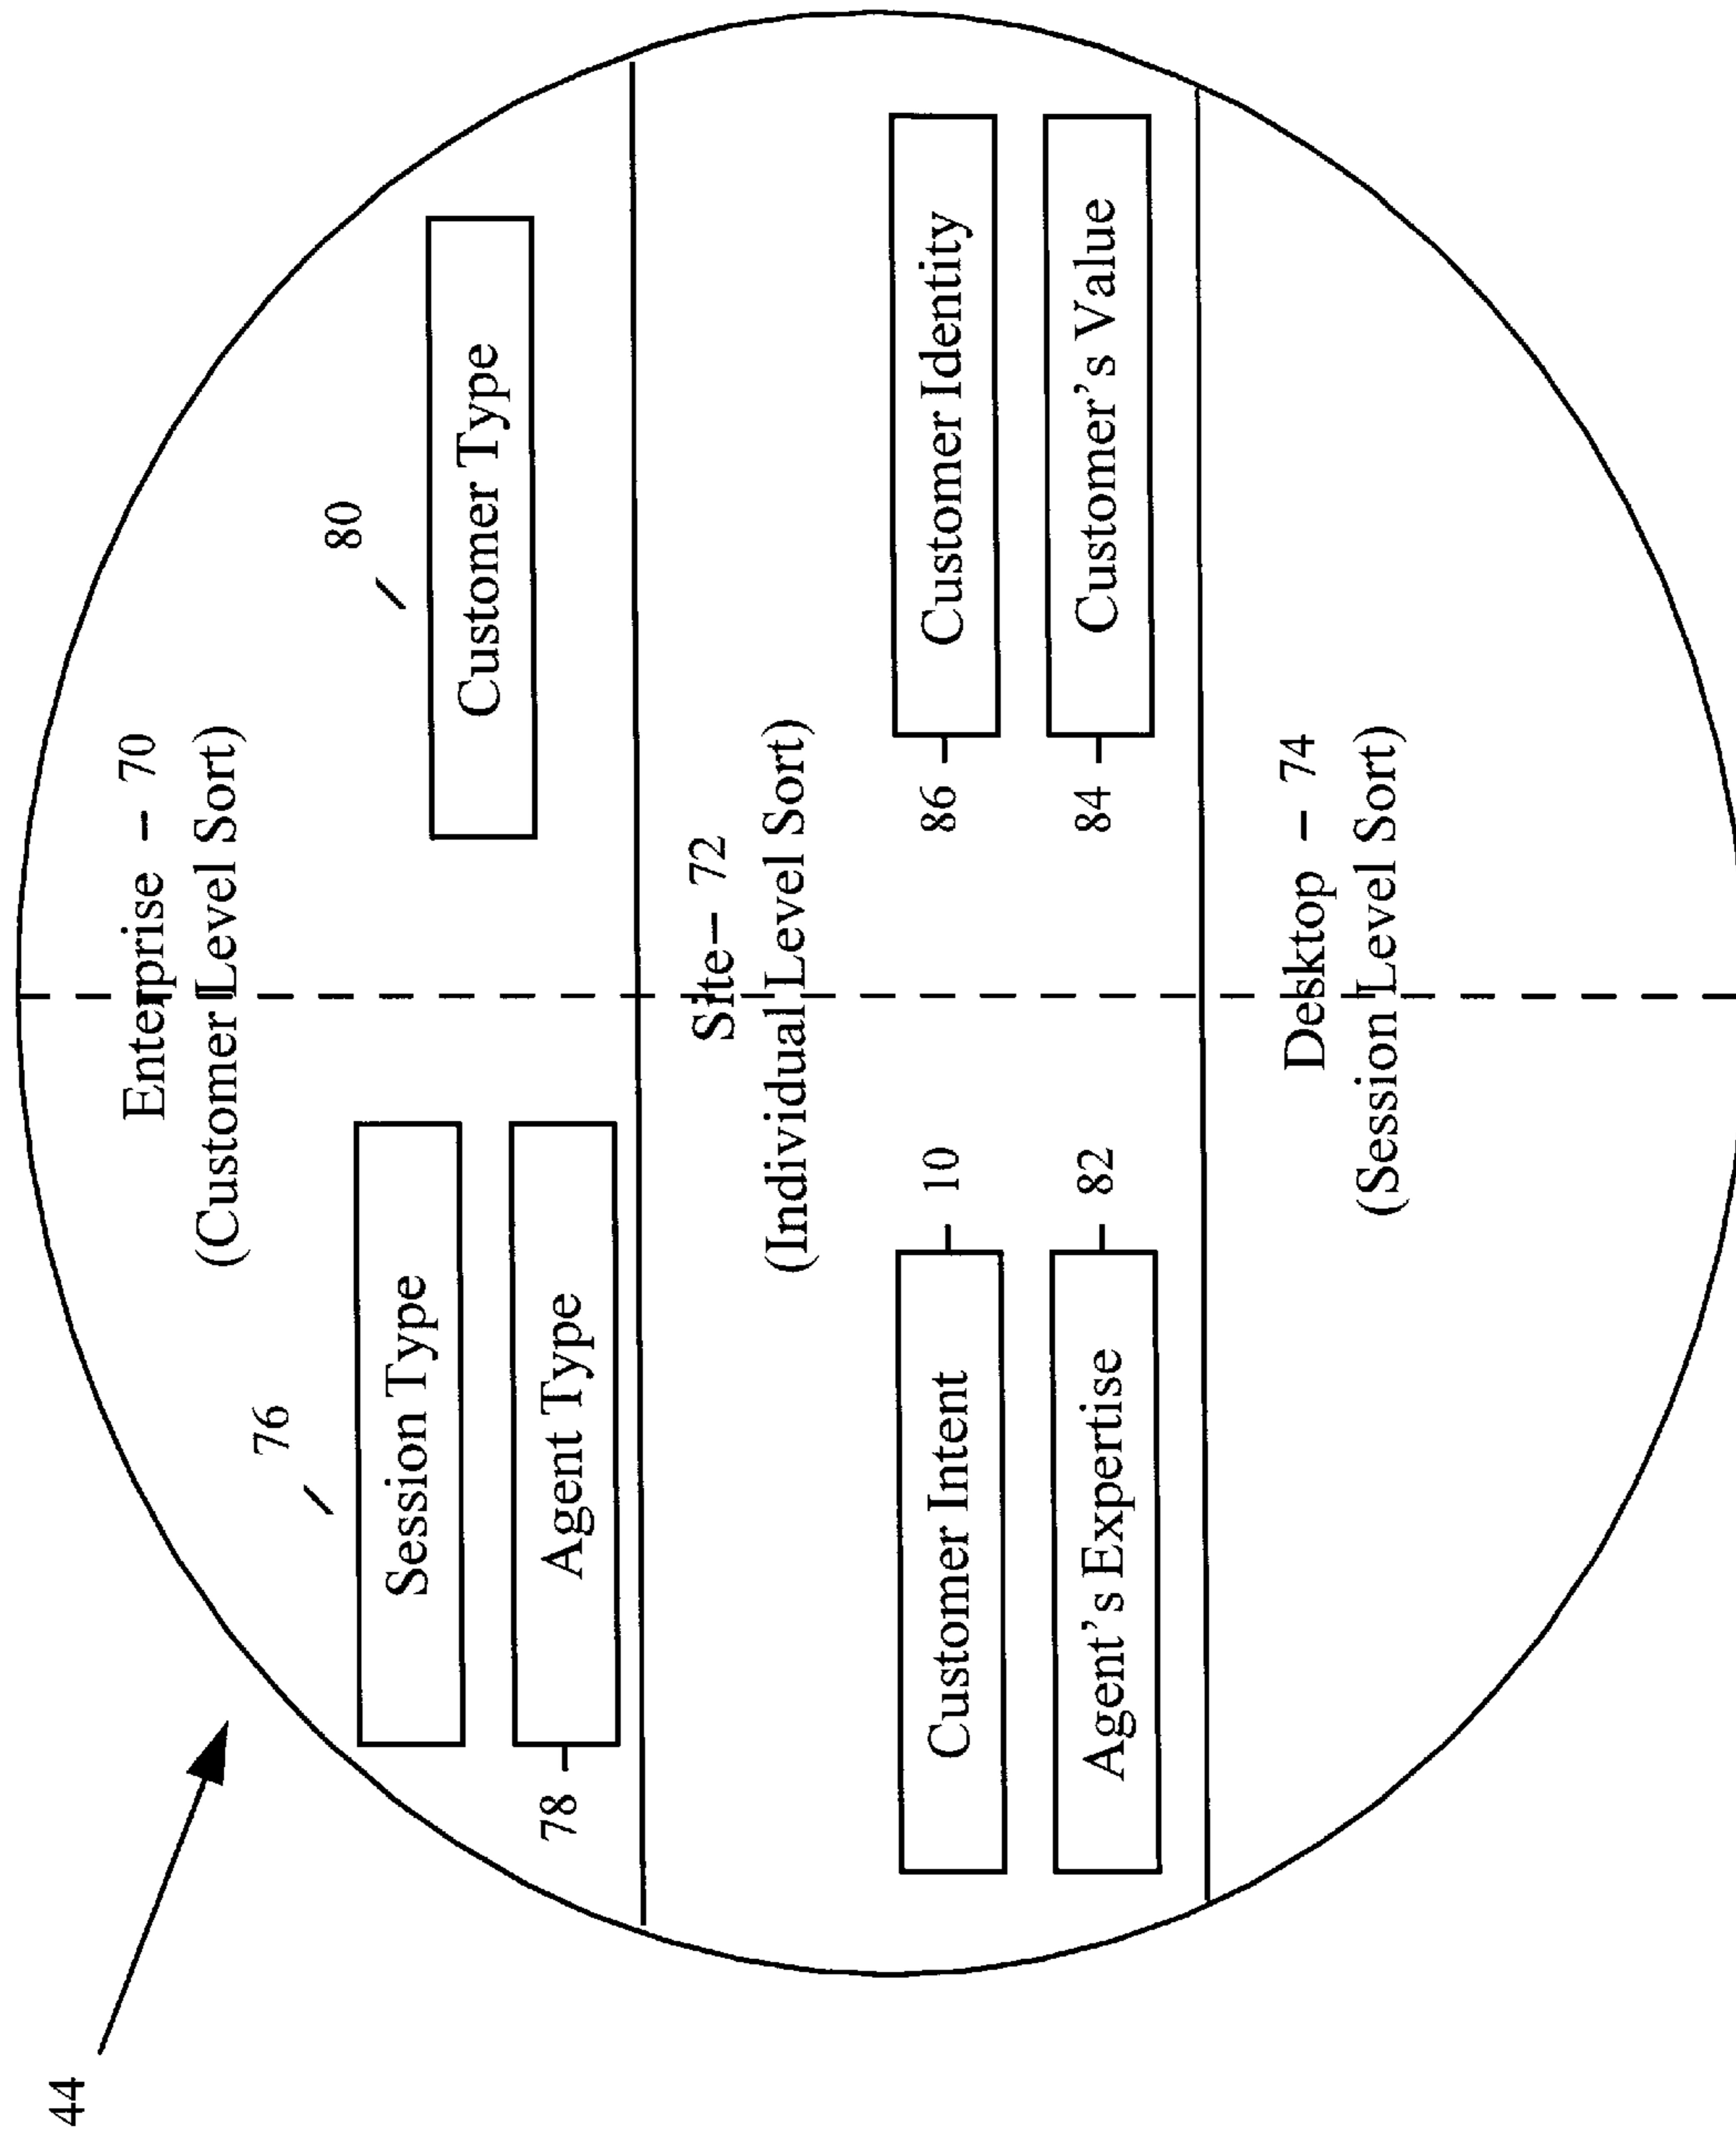 44
Enterprise – 70
(Customer Level Sort)
76
80
Session Type
Customer Type
78
Agent Type
Site– 72
(Individual Level Sort)
Customer Intent
10
86
Customer Identity
Agent's Expertise
82
84
Customer's Value
Desktop – 74
(Session Level Sort)